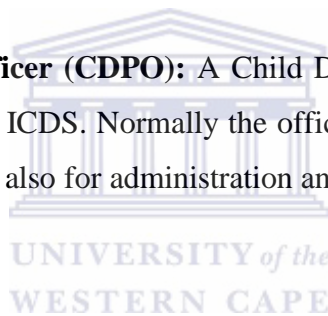 ficer (CDPO): A Child D
ICDS. Normally the offic
also for administration an
UNIVERSITY of the
WESTERN CAPE